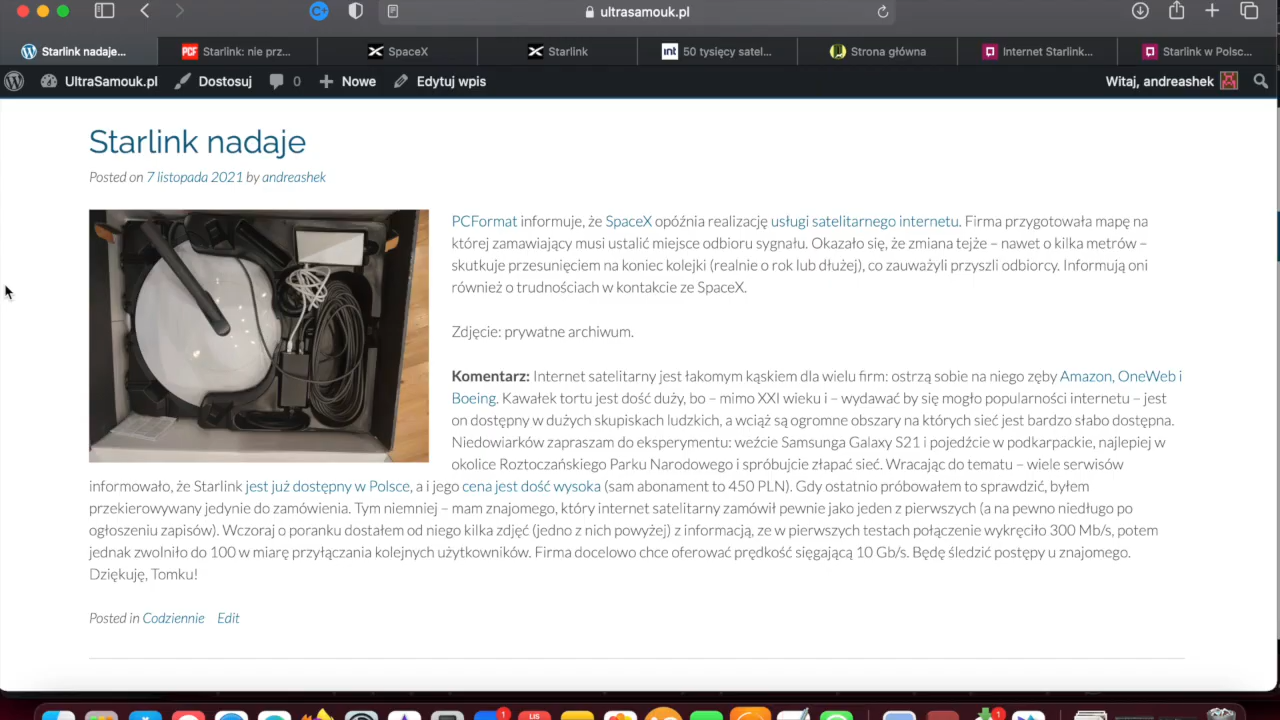 ultrasamouk.pl
Starlink nadaje...
Starlink: nie prz...
SpaceX
Starlink
50 tysięcy satel...
Strona główna
Internet Starlink...
Starlink w Polsc...
UltraSamouk.pl
Dostosuj
0
Nowe
Edytuj wpis
Witaj, andreashek
Starlink nadaje
Posted on 7 listopada 2021 by andreashek
PCFormat informuje, że SpaceX opóźnia realizację usługi satelitarnego internetu. Firma przygotowała mapę na
której zamawiający musi ustalić miejsce odbioru sygnału. Okazało się, że zmiana tejże – nawet o kilka metrów –
skutkuje przesunięciem na koniec kolejki (realnie o rok lub dłużej), co zauważyli przyszli odbiorcy. Informują oni
również o trudnościach w kontakcie ze SpaceX.
Zdjęcie: prywatne archiwum.
Komentarz: Internet satelitarny jest łakomym kąskiem dla wielu firm: ostrzą sobie na niego zęby Amazon, OneWeb i
Boeing. Kawałek tortu jest dość duży, bo – mimo XXI wieku i – wydawać by się mogło popularności internetu – jest
on dostępny w dużych skupiskach ludzkich, a wciąż są ogromne obszary na których sieć jest bardzo słabo dostępna.
Niedowiarków zapraszam do eksperymentu: weźcie Samsunga Galaxy S21 i pojedźcie w podkarpackie, najlepiej w
okolice Roztoczańskiego Parku Narodowego i spróbujcie złapać sieć. Wracając do tematu – wiele serwisów
informowało, że Starlink jest już dostępny w Polsce, a i jego cena jest dość wysoka (sam abonament to 450 PLN). Gdy ostatnio próbowałem to sprawdzić, byłem
przekierowywany jedynie do zamówienia. Tym niemniej – mam znajomego, który internet satelitarny zamówił pewnie jako jeden z pierwszych (a na pewno niedługo po
ogłoszeniu zapisów). Wczoraj o poranku dostałem od niego kilka zdjęć (jedno z nich powyżej) z informacją, ze w pierwszych testach połączenie wykręciło 300 Mb/s, potem
jednak zwolniło do 100 w miarę przyłączania kolejnych użytkowników. Firma docelowo chce oferować prędkość sięgającą 10 Gb/s. Będę śledzić postępy u znajomego.
Dziękuję, Tomku!
Posted in Codziennie Edit